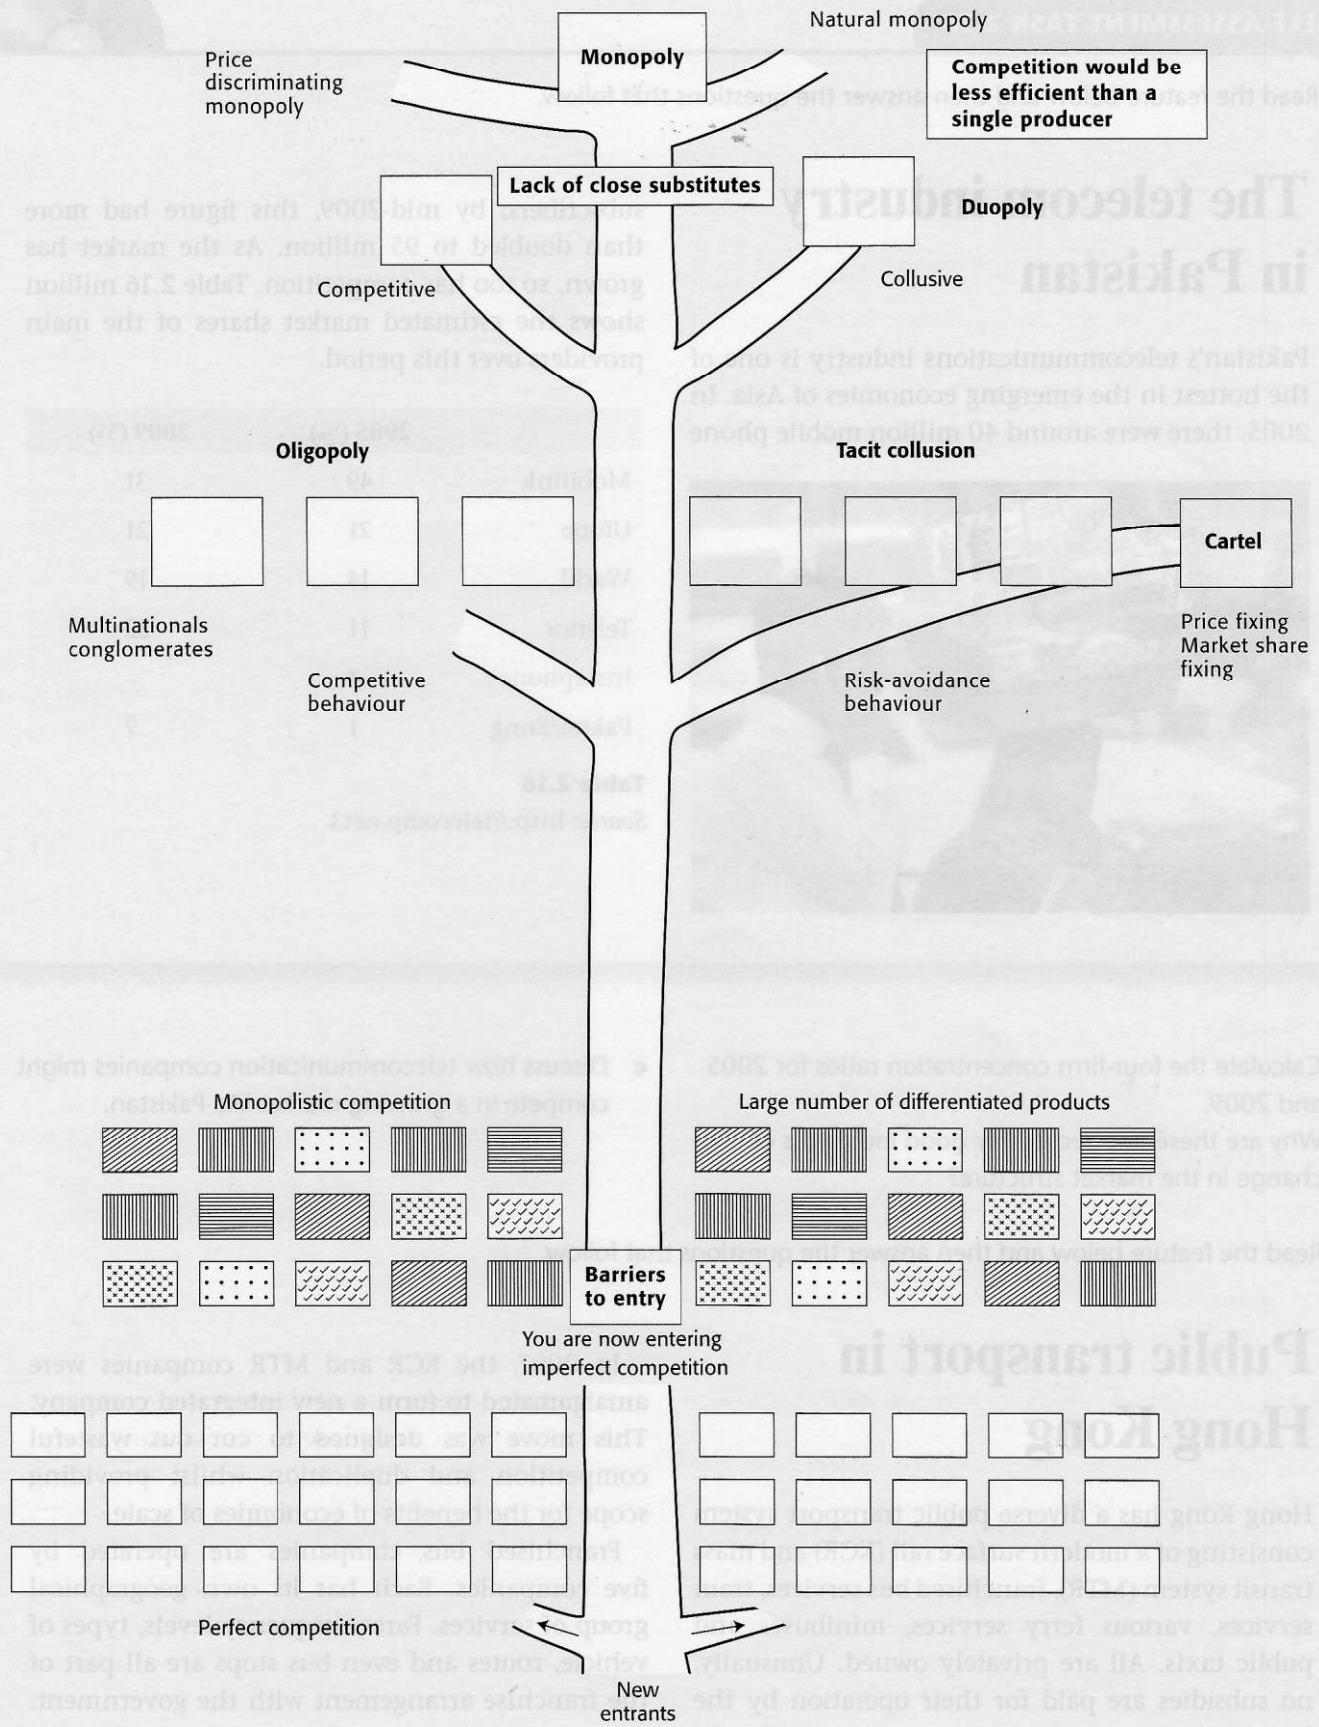 Natural monopoly
Monopoly
Price
discriminating
monopoly
Competition would be
less efficient than a
single producer
Lack of close substitutes
Duopoly
Competitive
Collusive
Oligopoly
Tacit collusion
Cartel
Multinationals
conglomerates
Price fixing
Market share
fixing
Competitive
behaviour
Risk-avoidance
behaviour
Monopolistic competition
Large number of differentiated products
Barriers
to entry
You are now entering
imperfect competition
Perfect competition
New
entrants